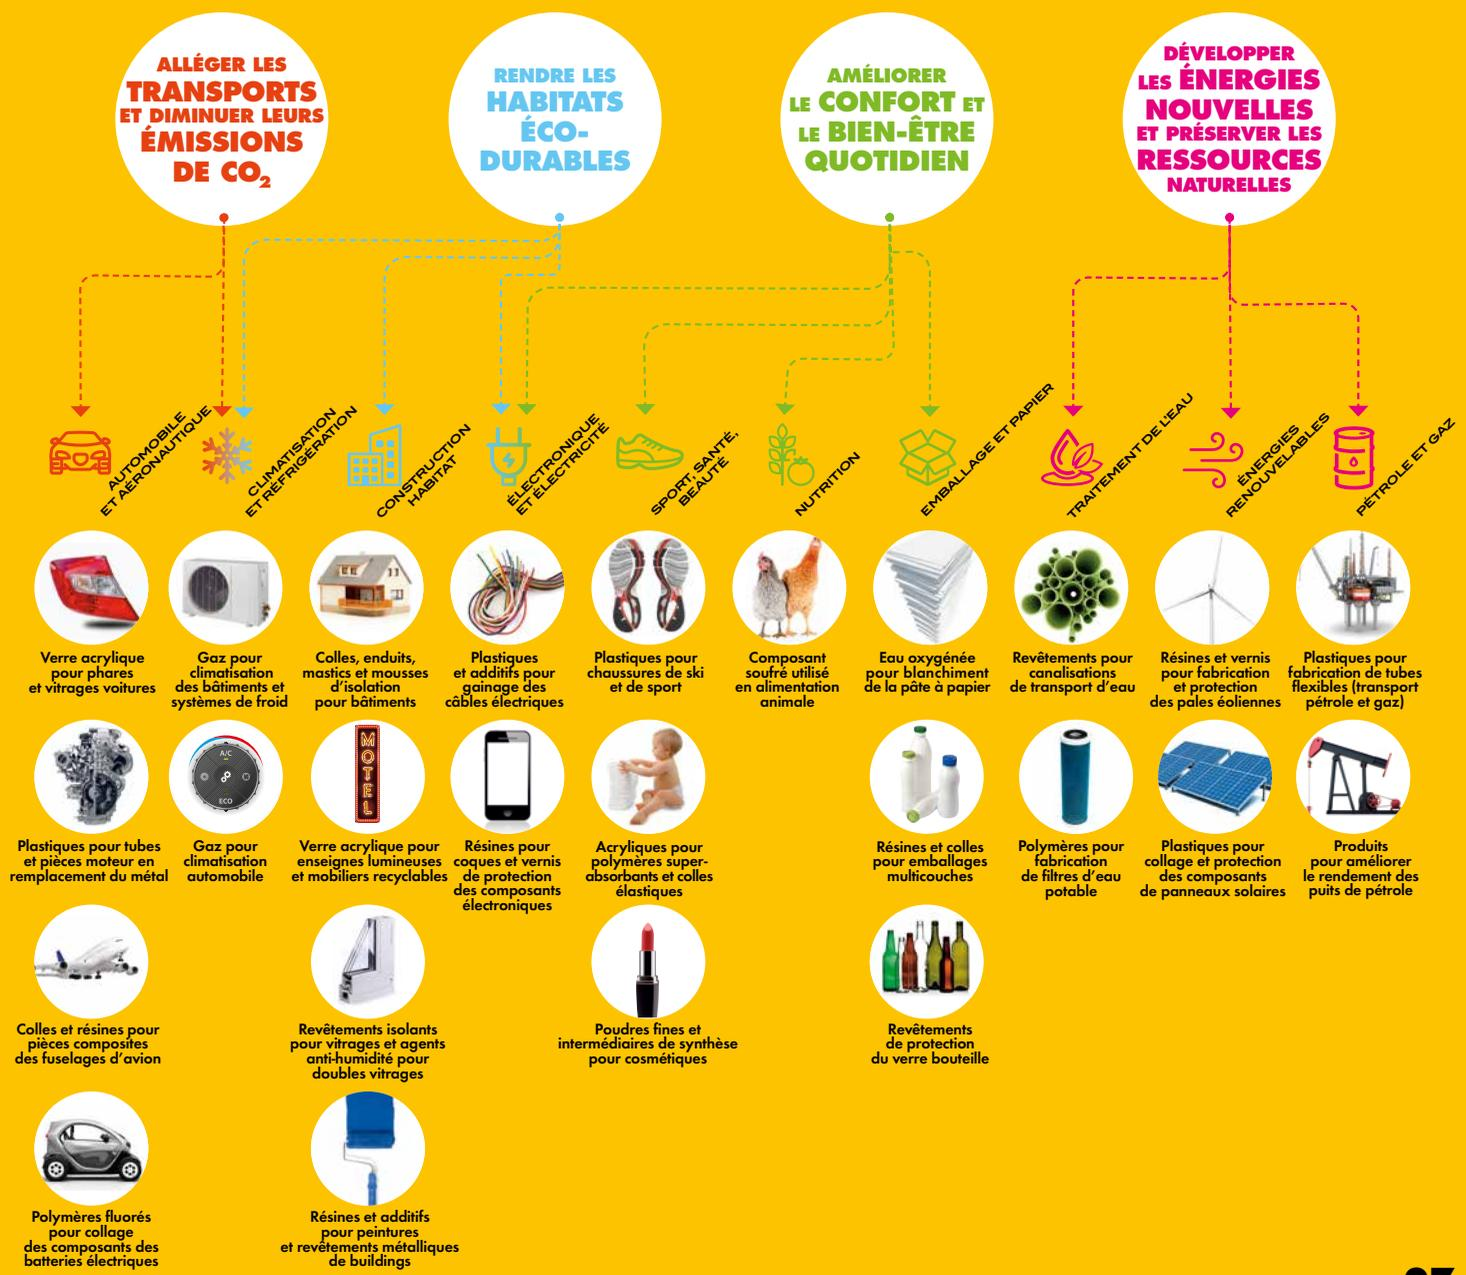 ALLÉGER LES
TRANSPORTS
ET DIMINUER LEURS
ÉMISSIONS
DE CO2
RENDRE LES
HABITATS
ÉCO-
DURABLES
AMÉLIORER
LE CONFORT ET
LE BIEN-ÊTRE
QUOTIDIEN
DÉVELOPPER
LES ÉNERGIES
NOUVELLES
ET PRÉSERVER LES
RESSOURCES
NATURELLES
AUTOMOBILE
ET AÉRONAUTIQUE
CLIMATISATION
ET RÉFRIGÉRATION
CONSTRUCTION
HABITAT
ÉLECTRONIQUE
ET ÉLECTRICITÉ
SPORT, SANTÉ,
BEAUTÉ
NUTRITION
EMBALLAGE ET PAPIER
TRAITEMENT DE L'EAU
ÉNERGIES
RENOUVELABLES
PÉTROLE ET GAZ
Verre acrylique
pour phares
et vitrages voitures
Gaz pour
climatisation
des bâtiments et
systèmes de froid
Colles, enduits,
mastics et mousses
d'isolation
pour bâtiments
Plastiques
et additifs pour
gainage des
câbles électriques
Plastiques pour
chaussures de ski
et de sport
Composant
soufré utilisé
en alimentation
animale
Eau oxygénée
pour blanchiment
de la pâte à papier
Revêtements pour
canalisations
de transport d'eau
Résines et vernis
pour fabrication
et protection
des pales éoliennes
Plastiques pour
fabrication de tubes
flexibles (transport
pétrole et gaz)
A/C
ECO
MOTEL
Plastiques pour tubes
et pièces moteur en
remplacement du métal
Gaz pour
climatisation
automobile
Verre acrylique pour
enseignes lumineuses
et mobiliers recyclables
Résines pour
coques et vernis
de protection
des composants
électroniques
Acryliques pour
polymères super-
absorbants et colles
élastiques
Résines et colles
pour emballages
multicouches
Polymères pour
fabrication
de filtres d'eau
potable
Plastiques pour
collage et protection
des composants
de panneaux solaires
Produits
pour améliorer
le rendement des
puits de pétrole
Colles et résines pour
pièces composites
des fuselages d'avion
Revêtements isolants
pour vitrages et agents
anti-humidité pour
doubles vitrages
Poudres fines et
intermédiaires de synthèse
pour cosmétiques
Revêtements
de protection
du verre bouteille
Polymères fluorés
pour collage
des composants des
batteries électriques
Résines et additifs
pour peintures
et revêtements métalliques
de buildings